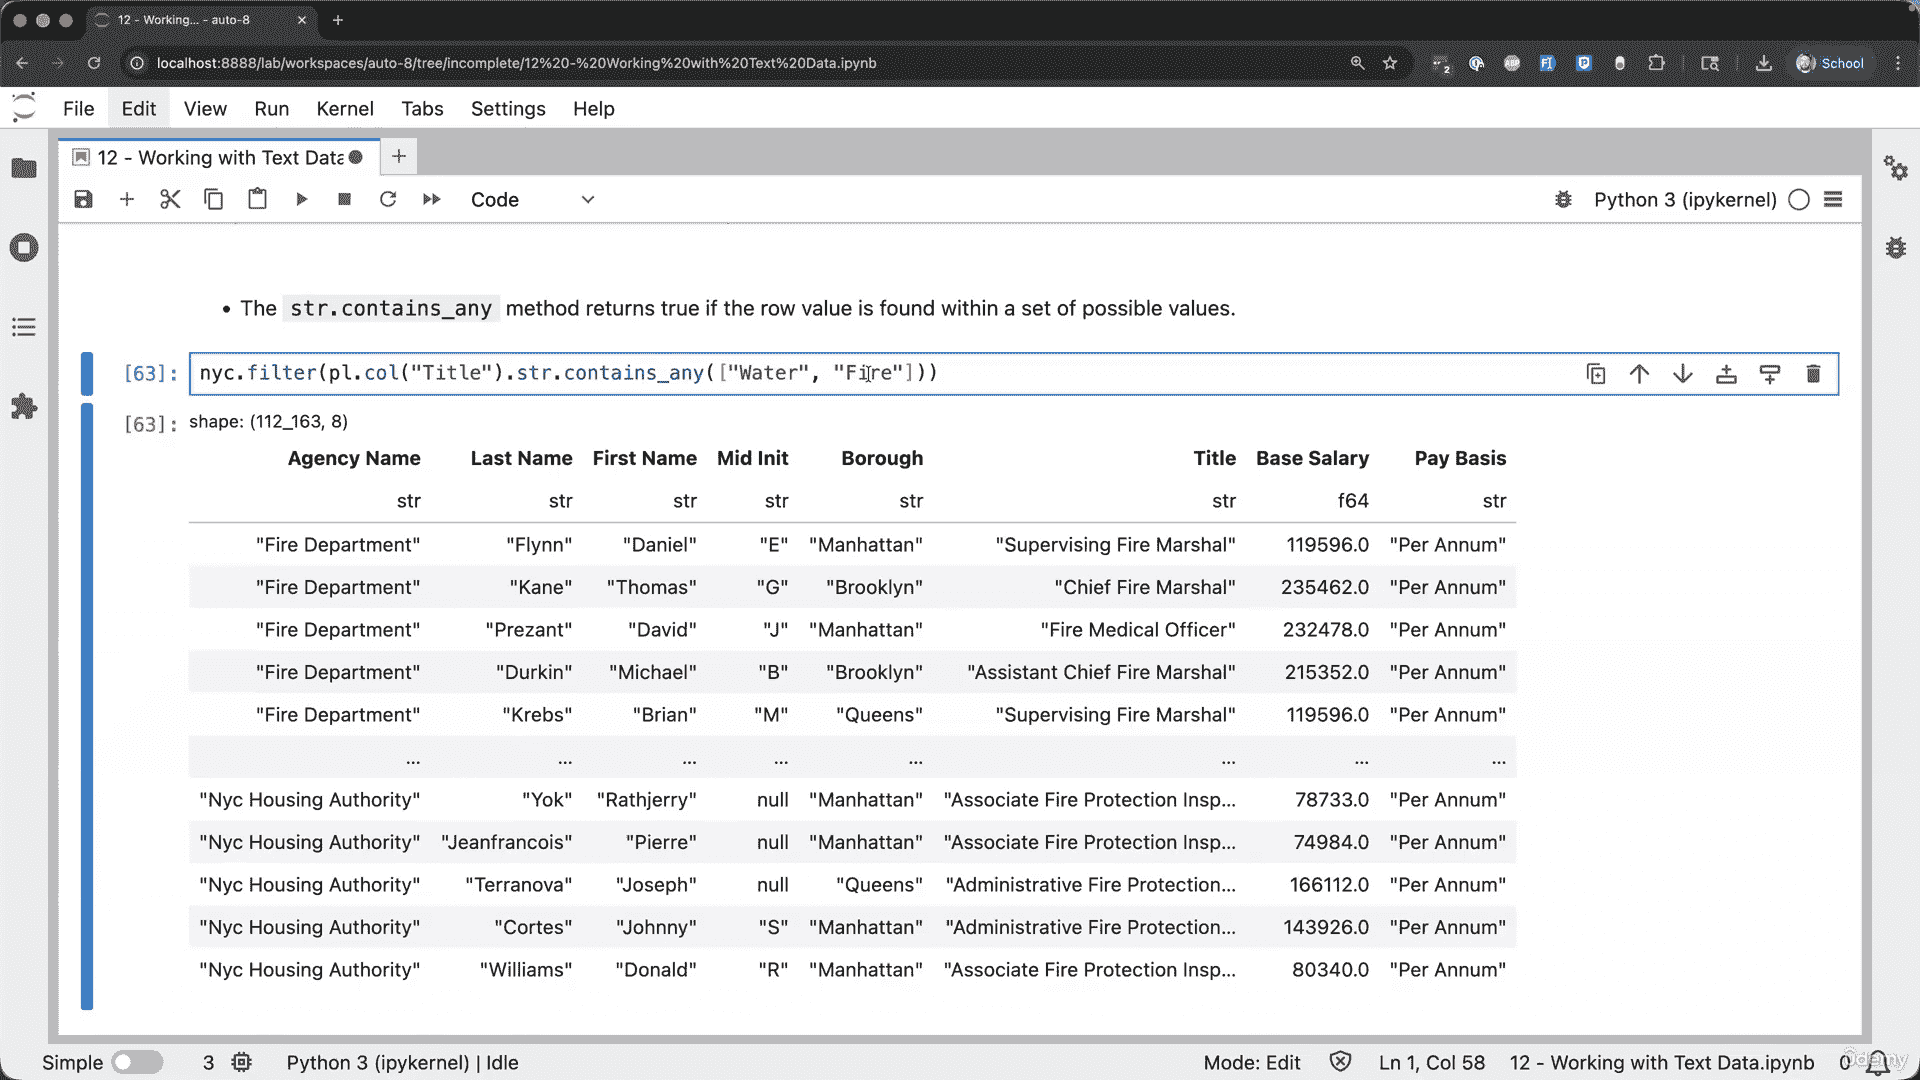 12 - Working... - auto-8
localhost:8888/lab/workspaces/auto-8/tree/incomplete/12%20-%20Working%20with%20Text%20Data.ipynb
2
ABP
School
File Edit View Run Kernel Tabs Settings Help
12 - Working with Text Data
Code
Python 3 (ipykernel)
• The str.contains_any method returns true if the row value is found within a set of possible values.
[63]: nyc.filter(pl.col("Title").str.contains_any(["Water", "Fire"]))
[63]: shape: (112_163, 8)
Agency Name Last Name First Name Mid Init Borough Title Base Salary Pay Basis
str str str str str str f64 str
"Fire Department" "Flynn" "Daniel" "E" "Manhattan" "Supervising Fire Marshal" 119596.0 "Per Annum"
"Fire Department" "Kane" "Thomas" "G" "Brooklyn" "Chief Fire Marshal" 235462.0 "Per Annum"
"Fire Department" "Prezant" "David" "J" "Manhattan" "Fire Medical Officer" 232478.0 "Per Annum"
"Fire Department" "Durkin" "Michael" "B" "Brooklyn" "Assistant Chief Fire Marshal" 215352.0 "Per Annum"
"Fire Department" "Krebs" "Brian" "M" "Queens" "Supervising Fire Marshal" 119596.0 "Per Annum"
... ... ... ... ... ... ... ...
"Nyc Housing Authority" "Yok" "Rathjerry" null "Manhattan" "Associate Fire Protection Insp... 78733.0 "Per Annum"
"Nyc Housing Authority" "Jeanfrancois" "Pierre" null "Manhattan" "Associate Fire Protection Insp... 74984.0 "Per Annum"
"Nyc Housing Authority" "Terranova" "Joseph" null "Queens" "Administrative Fire Protection... 166112.0 "Per Annum"
"Nyc Housing Authority" "Cortes" "Johnny" "S" "Manhattan" "Administrative Fire Protection... 143926.0 "Per Annum"
"Nyc Housing Authority" "Williams" "Donald" "R" "Manhattan" "Associate Fire Protection Insp... 80340.0 "Per Annum"
Simple 3 Python 3 (ipykernel) | Idle Mode: Edit Ln 1, Col 58 12 - Working with Text Data.ipynb 0